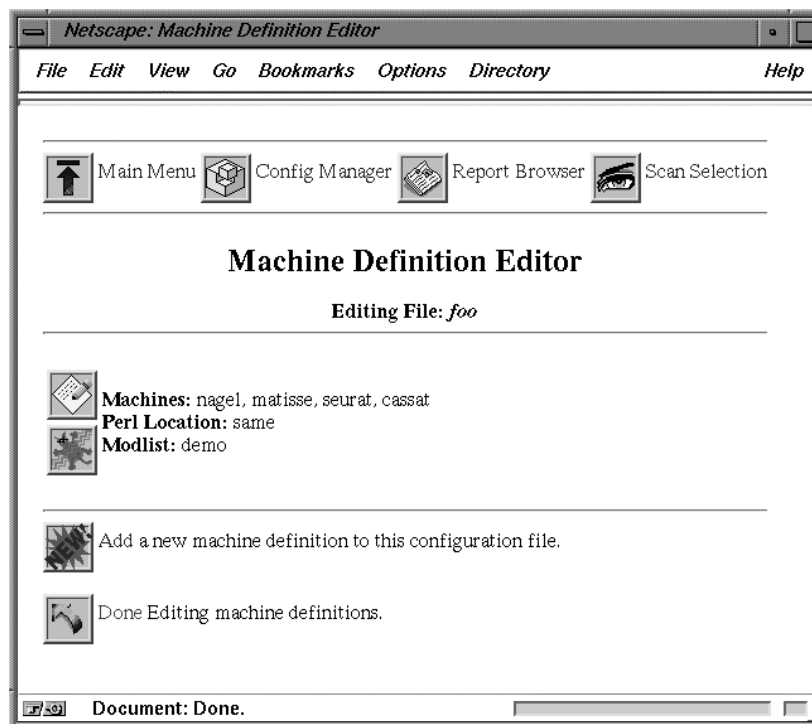 Netscape: Machine Definition Editor
File Edit View Go Bookmarks Options Directory Help
Main Menu Config Manager Report Browser Scan Selection
Machine Definition Editor
Editing File: foo
Machines: nagel, matisse, seurat, cassat
Perl Location: same
Modlist: demo
NEW!
Add a new machine definition to this configuration file.
Done Editing machine definitions.
Document: Done.